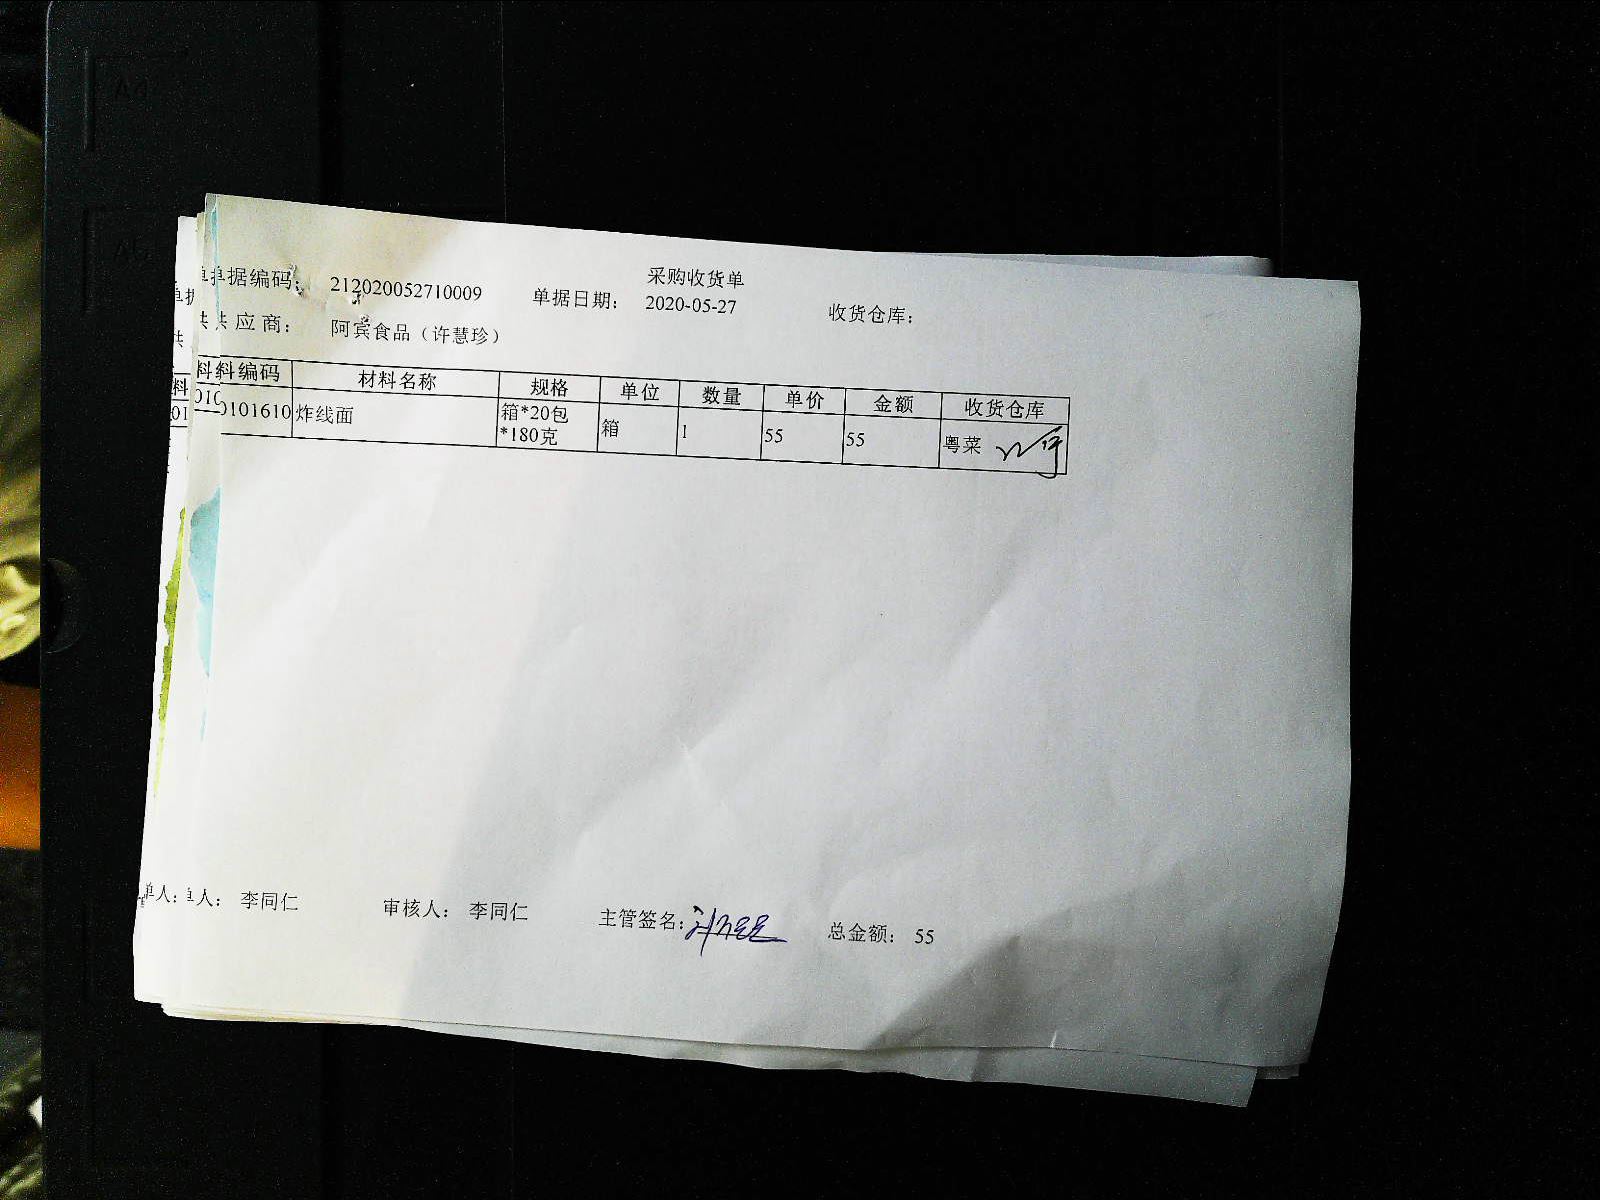 采购收货单
单据编码: 212020052710009 单据日期: 2020-05-27 收货仓库:
供应商: 阿宾食品（许慧珍）
料编码 材料名称 规格 单位 数量 单价 金额 收货仓库
0101610 炸线面 箱*20包*180克 箱 1 55 55 粤菜
单人: 李同仁 审核人: 李同仁 主管签名: 总金额: 55